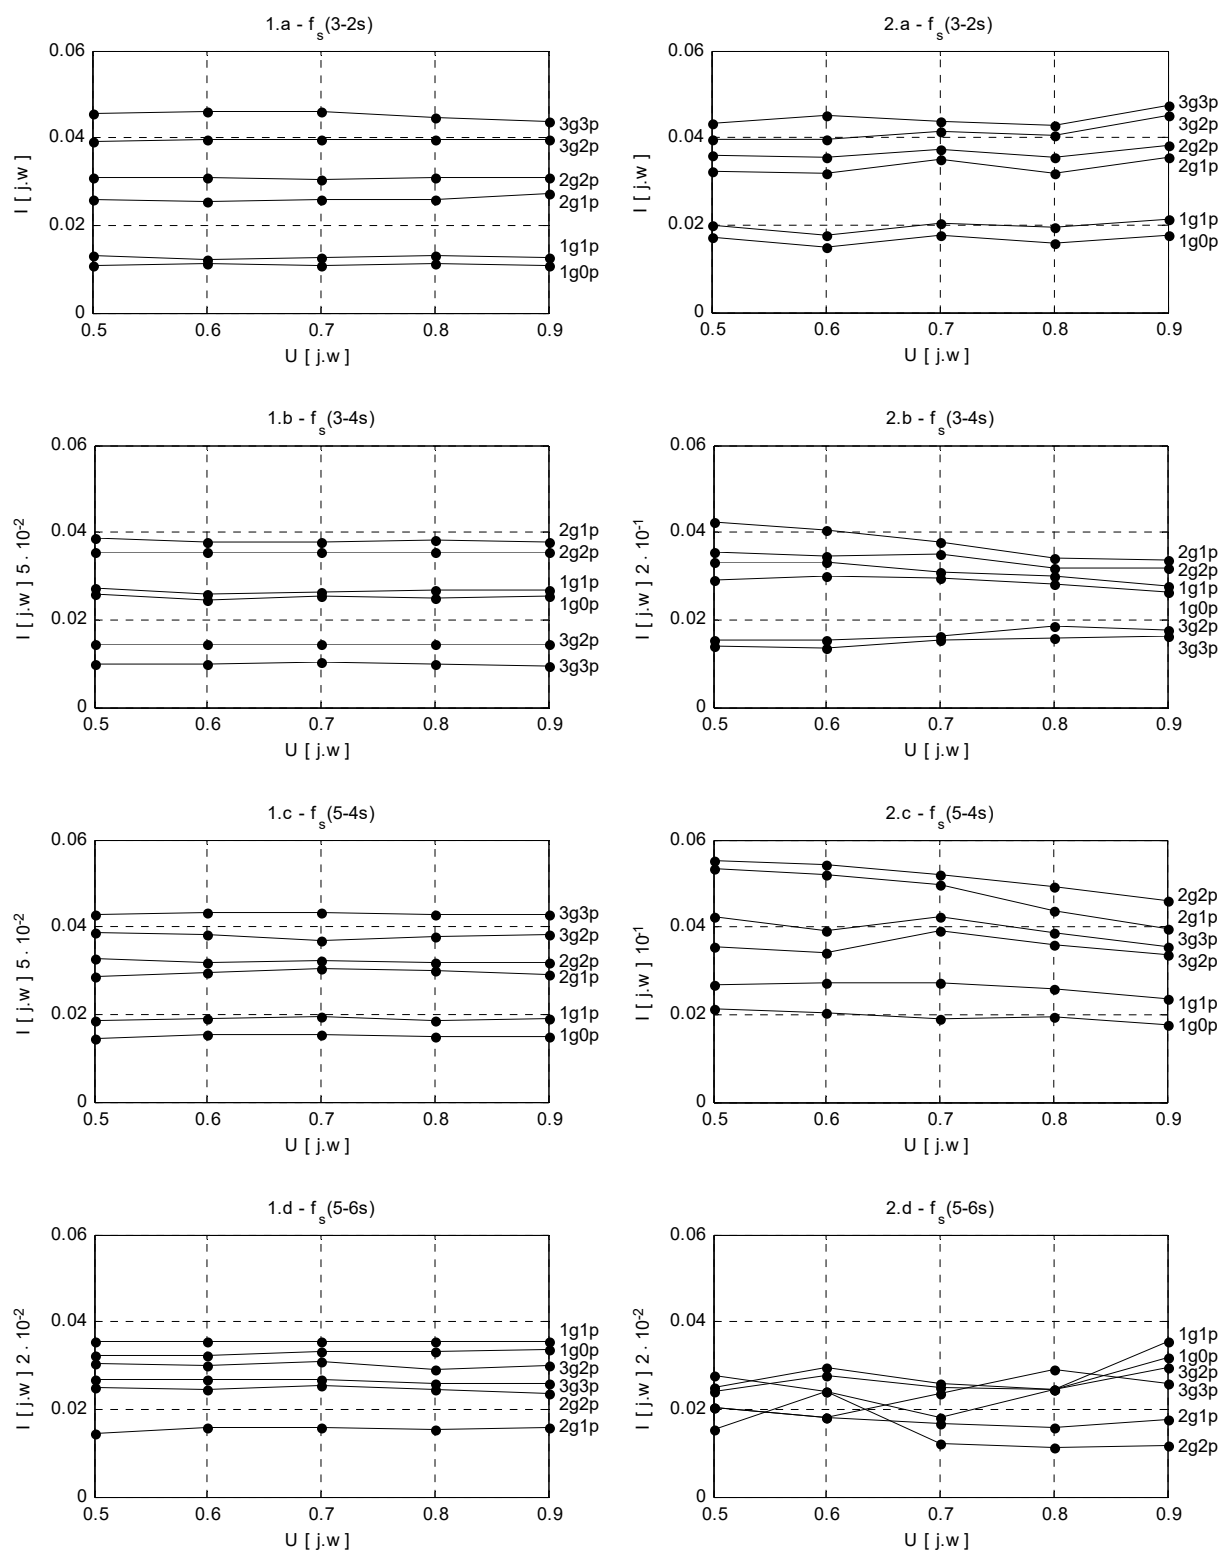 1.a - f_s(3-2s)
0.06
0.04
0.02
0
I [ j.w ]
3g3p
3g2p
2g2p
2g1p
1g1p
1g0p
0.5 0.6 0.7 0.8 0.9
U [ j.w ]
2.a - f_s(3-2s)
0.06
0.04
0.02
0
I [ j.w ]
3g3p
3g2p
2g2p
2g1p
1g1p
1g0p
0.5 0.6 0.7 0.8 0.9
U [ j.w ]
1.b - f_s(3-4s)
0.06
0.04
0.02
0
I [ j.w ] 5 . 10^-2
2g1p
2g2p
1g1p
1g0p
3g2p
3g3p
0.5 0.6 0.7 0.8 0.9
U [ j.w ]
2.b - f_s(3-4s)
0.06
0.04
0.02
0
I [ j.w ] 2 . 10^-1
2g1p
2g2p
1g1p
1g0p
3g2p
3g3p
0.5 0.6 0.7 0.8 0.9
U [ j.w ]
1.c - f_s(5-4s)
0.06
0.04
0.02
0
I [ j.w ] 5 . 10^-2
3g3p
3g2p
2g2p
2g1p
1g1p
1g0p
0.5 0.6 0.7 0.8 0.9
U [ j.w ]
2.c - f_s(5-4s)
0.06
0.04
0.02
0
I [ j.w ] 10^-1
2g2p
2g1p
3g3p
3g2p
1g1p
1g0p
0.5 0.6 0.7 0.8 0.9
U [ j.w ]
1.d - f_s(5-6s)
0.06
0.04
0.02
0
I [ j.w ] 2 . 10^-2
1g1p
1g0p
3g2p
3g3p
2g2p
2g1p
0.5 0.6 0.7 0.8 0.9
U [ j.w ]
2.d - f_s(5-6s)
0.06
0.04
0.02
0
I [ j.w ] 2 . 10^-2
1g1p
1g0p
3g2p
3g3p
2g1p
2g2p
0.5 0.6 0.7 0.8 0.9
U [ j.w ]